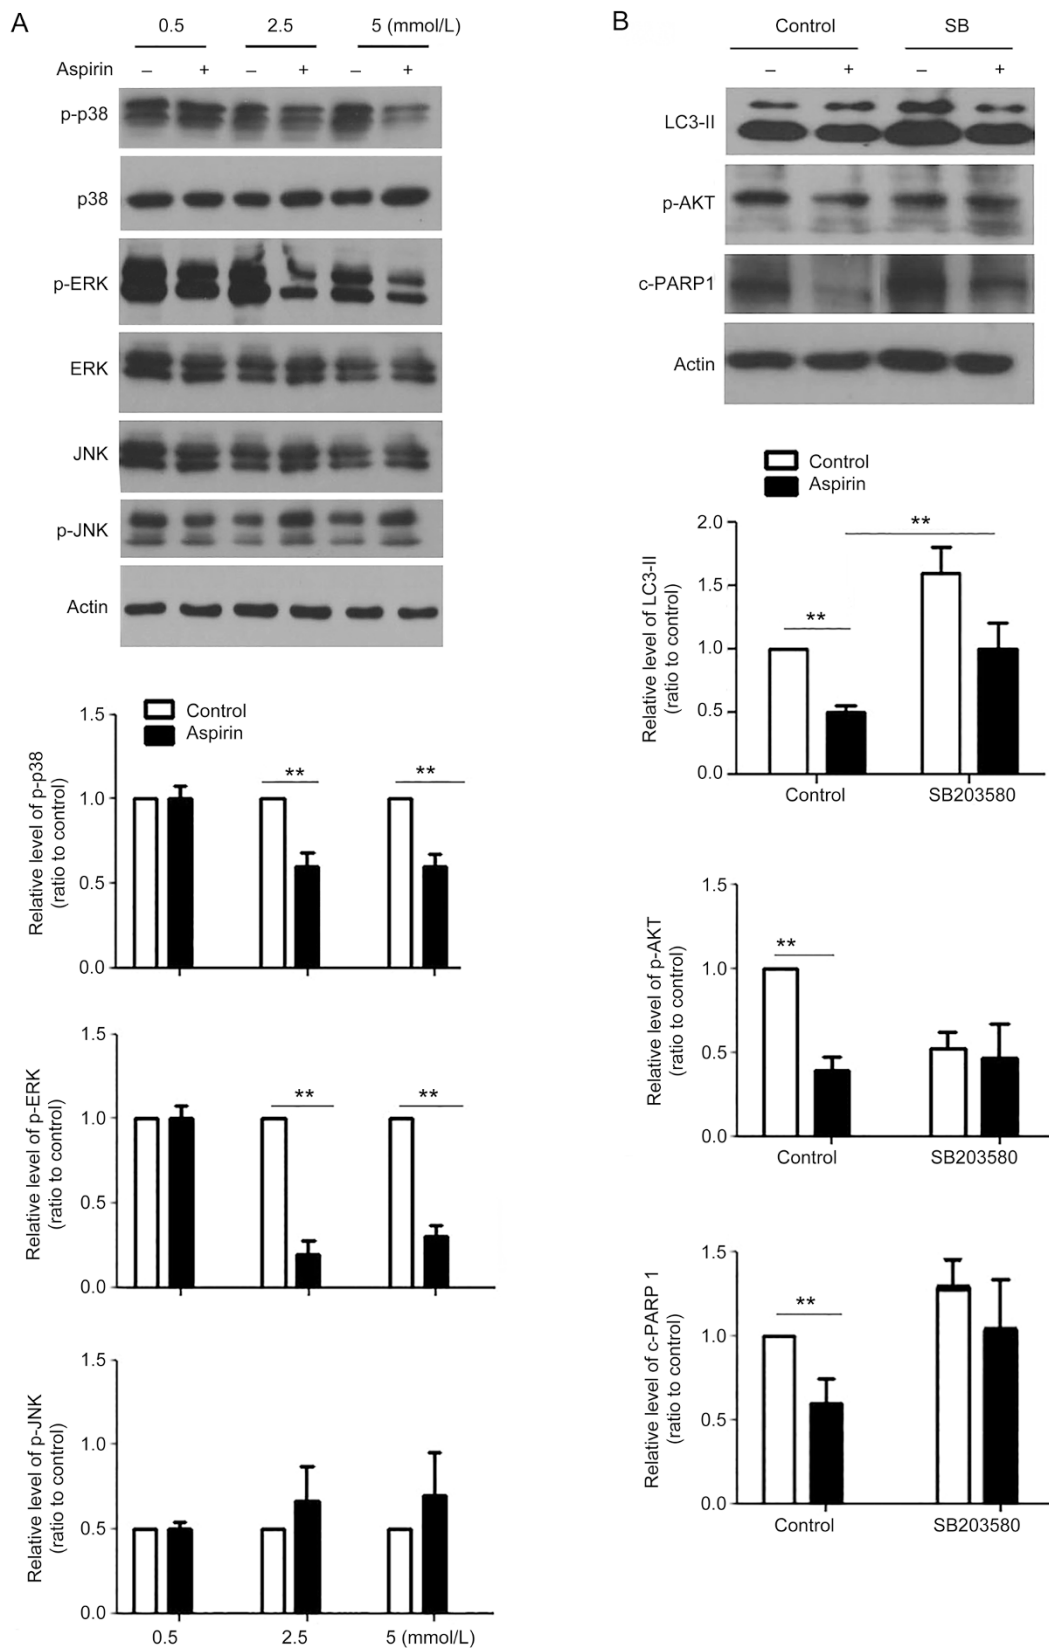 A
0.5 2.5 5 (mmol/L)
Aspirin – + – + – +
p-p38
p38
p-ERK
ERK
JNK
p-JNK
Actin
Control
Aspirin
Relative level of p-p38
(ratio to control)
1.5
1.0
0.5
0.0
** **
Relative level of p-ERK
(ratio to control)
1.5
1.0
0.5
0.0
** **
Relative level of p-JNK
(ratio to control)
1.5
1.0
0.5
0.0
0.5 2.5 5 (mmol/L)
B
Control SB
– + – +
LC3-II
p-AKT
c-PARP1
Actin
Control
Aspirin
Relative level of LC3-II
(ratio to control)
2.0
1.5
1.0
0.5
0.0
** **
Control SB203580
Relative level of p-AKT
(ratio to control)
1.5
1.0
0.5
0.0
**
Control SB203580
Relative level of c-PARP 1
(ratio to control)
1.5
1.0
0.5
0.0
**
Control SB203580